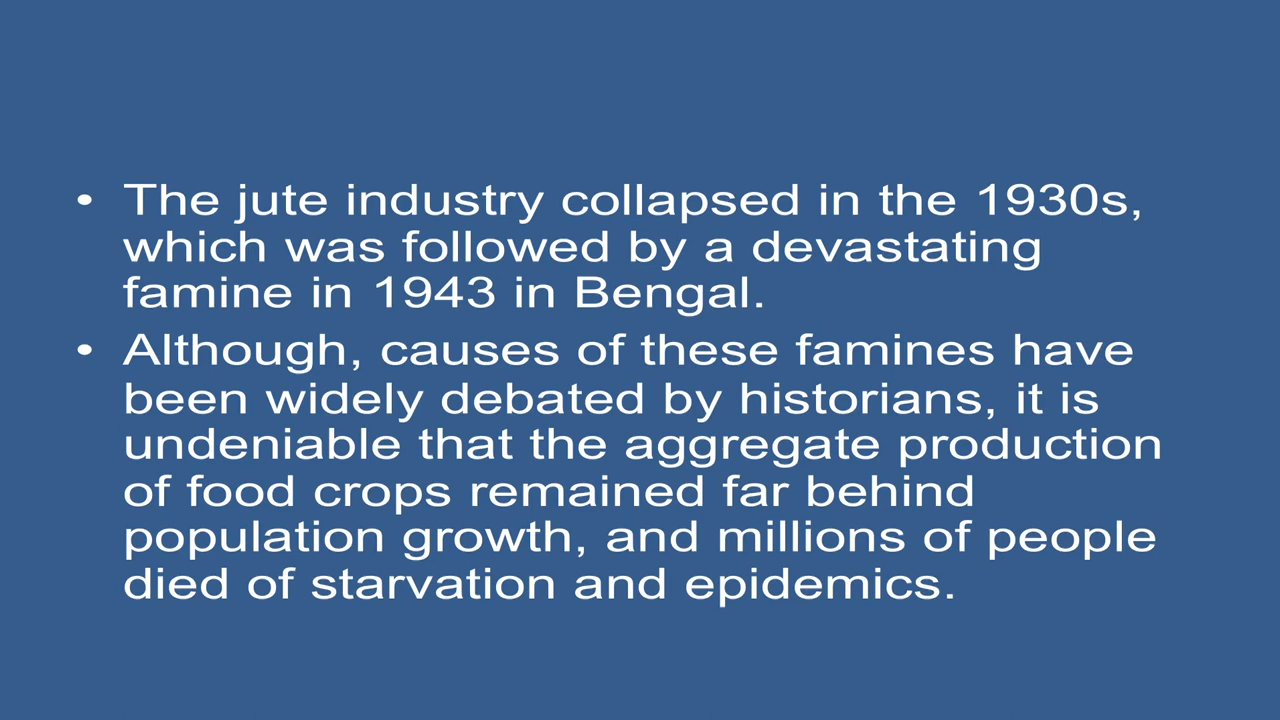 • The jute industry collapsed in the 1930s,
which was followed by a devastating
famine in 1943 in Bengal.
• Although, causes of these famines have
been widely debated by historians, it is
undeniable that the aggregate production
of food crops remained far behind
population growth, and millions of people
died of starvation and epidemics.